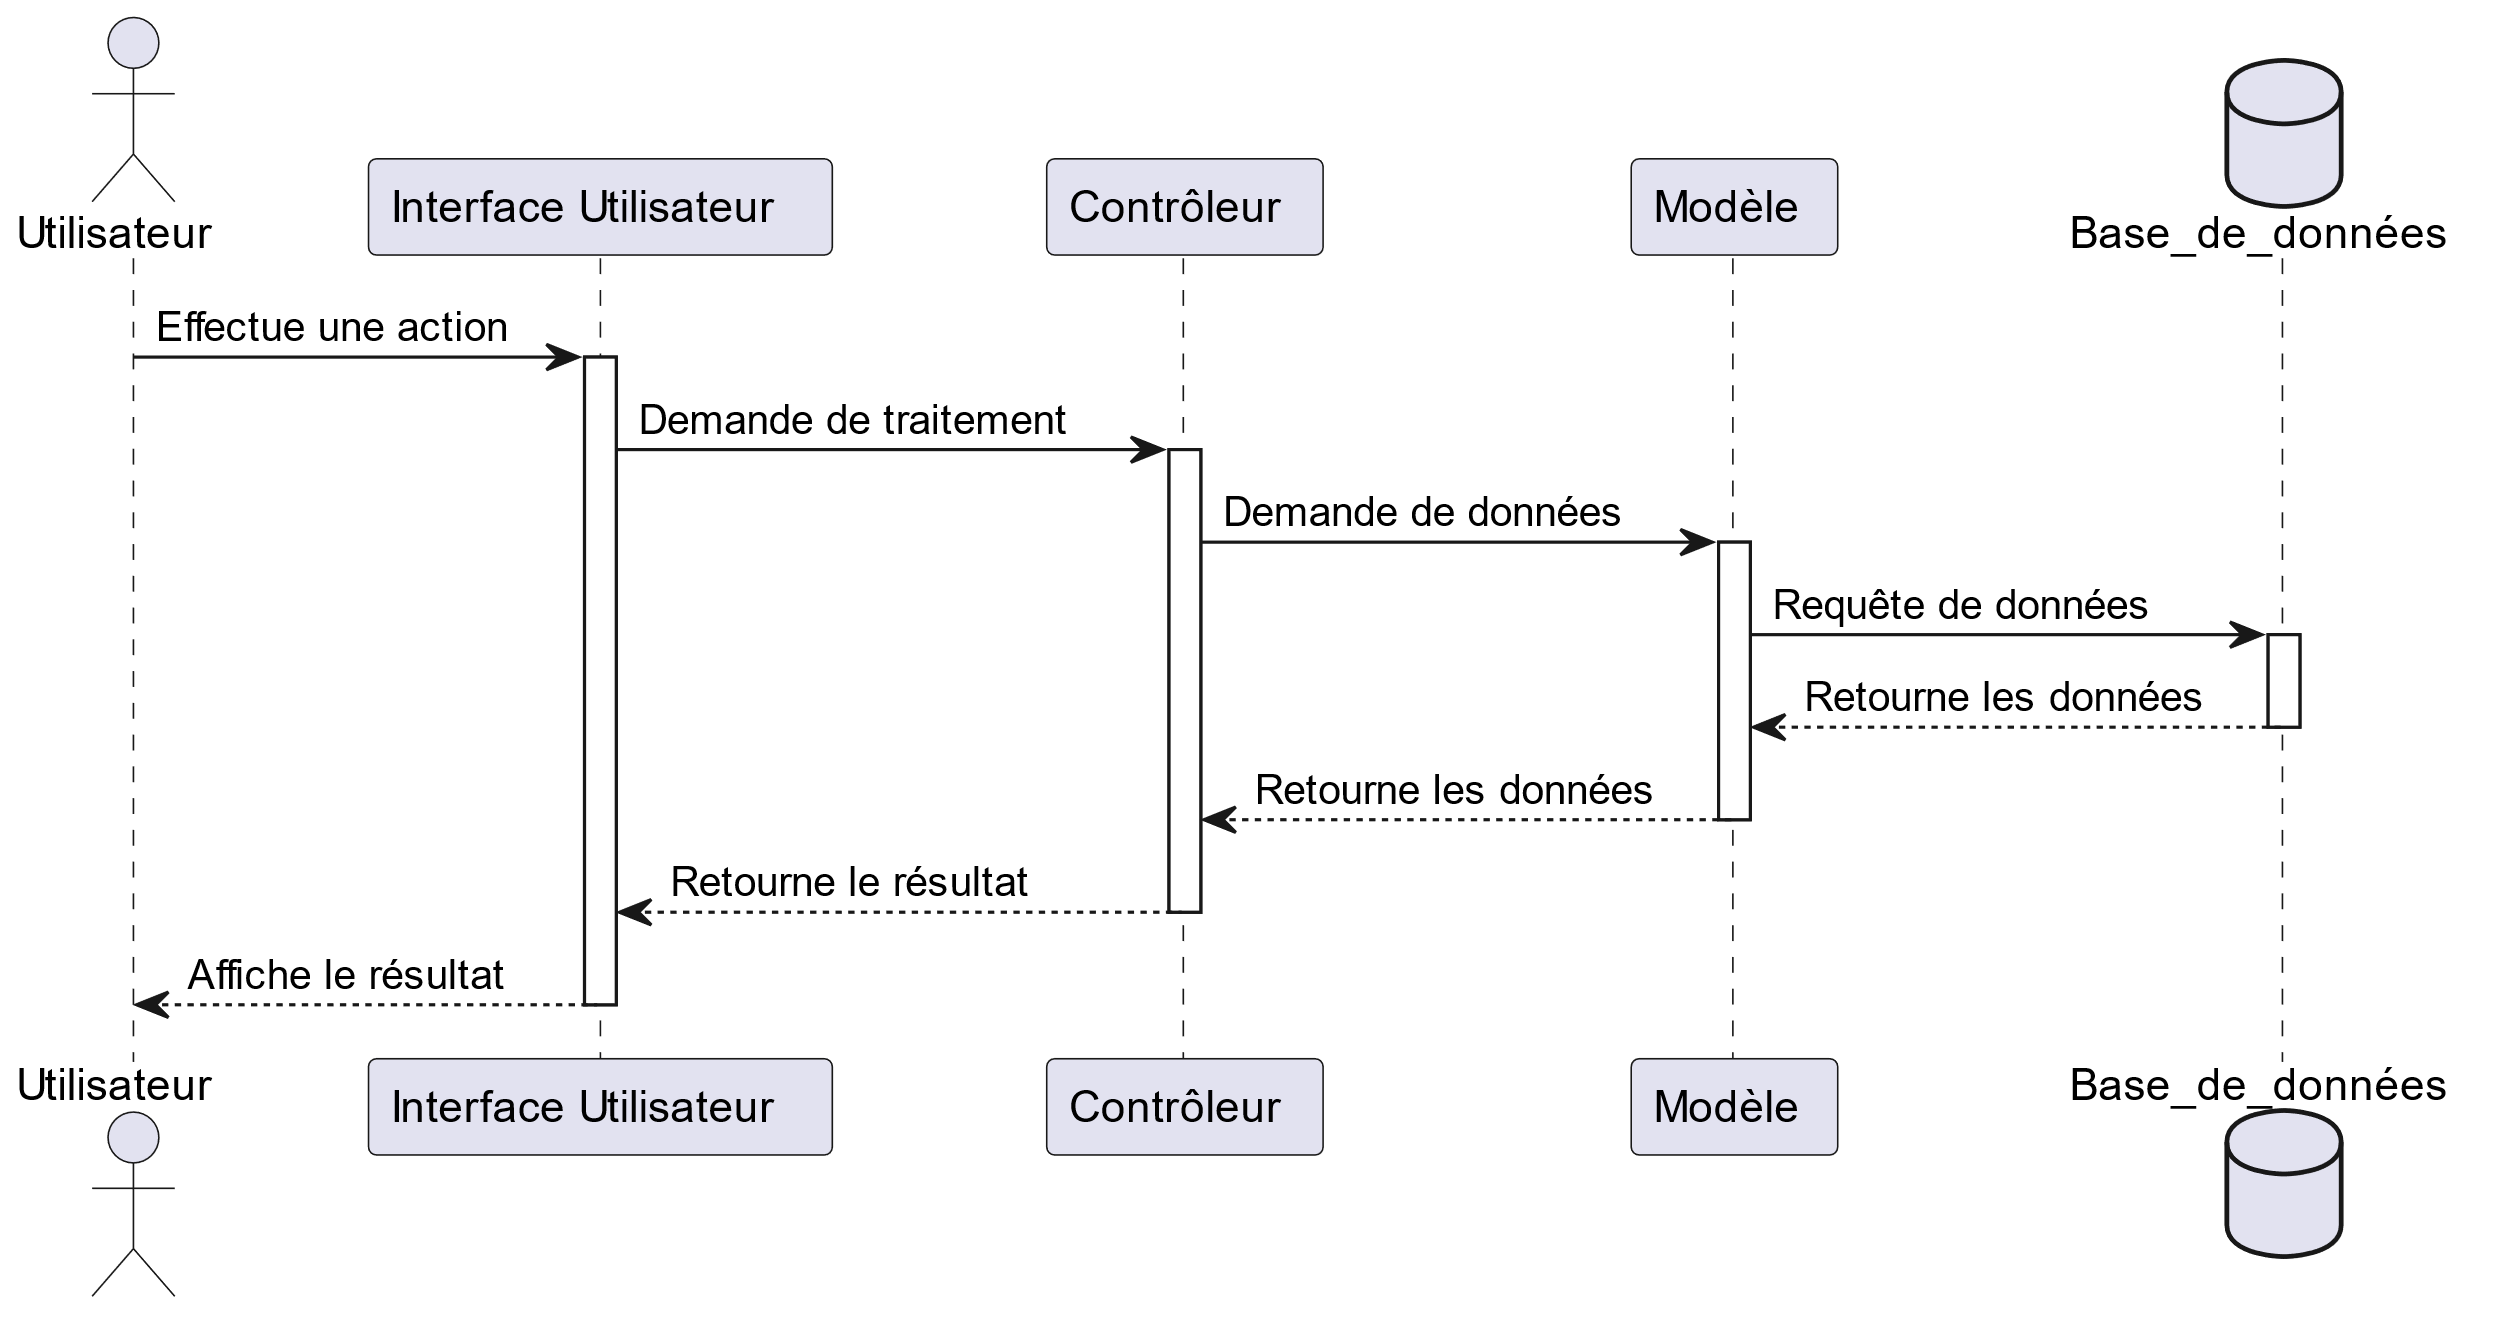 Utilisateur
Interface Utilisateur
Contrôleur
Modèle
Base_de_données
Effectue une action
Demande de traitement
Demande de données
Requête de données
Retourne les données
Retourne les données
Retourne le résultat
Affiche le résultat
Utilisateur
Interface Utilisateur
Contrôleur
Modèle
Base_de_données